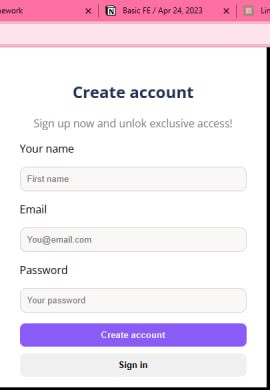 ework
Basic FE / Apr 24, 2023
Lin
Create account
Sign up now and unlok exclusive access!
Your name
First name
Email
You@email.com
Password
Your password
Create account
Sign in